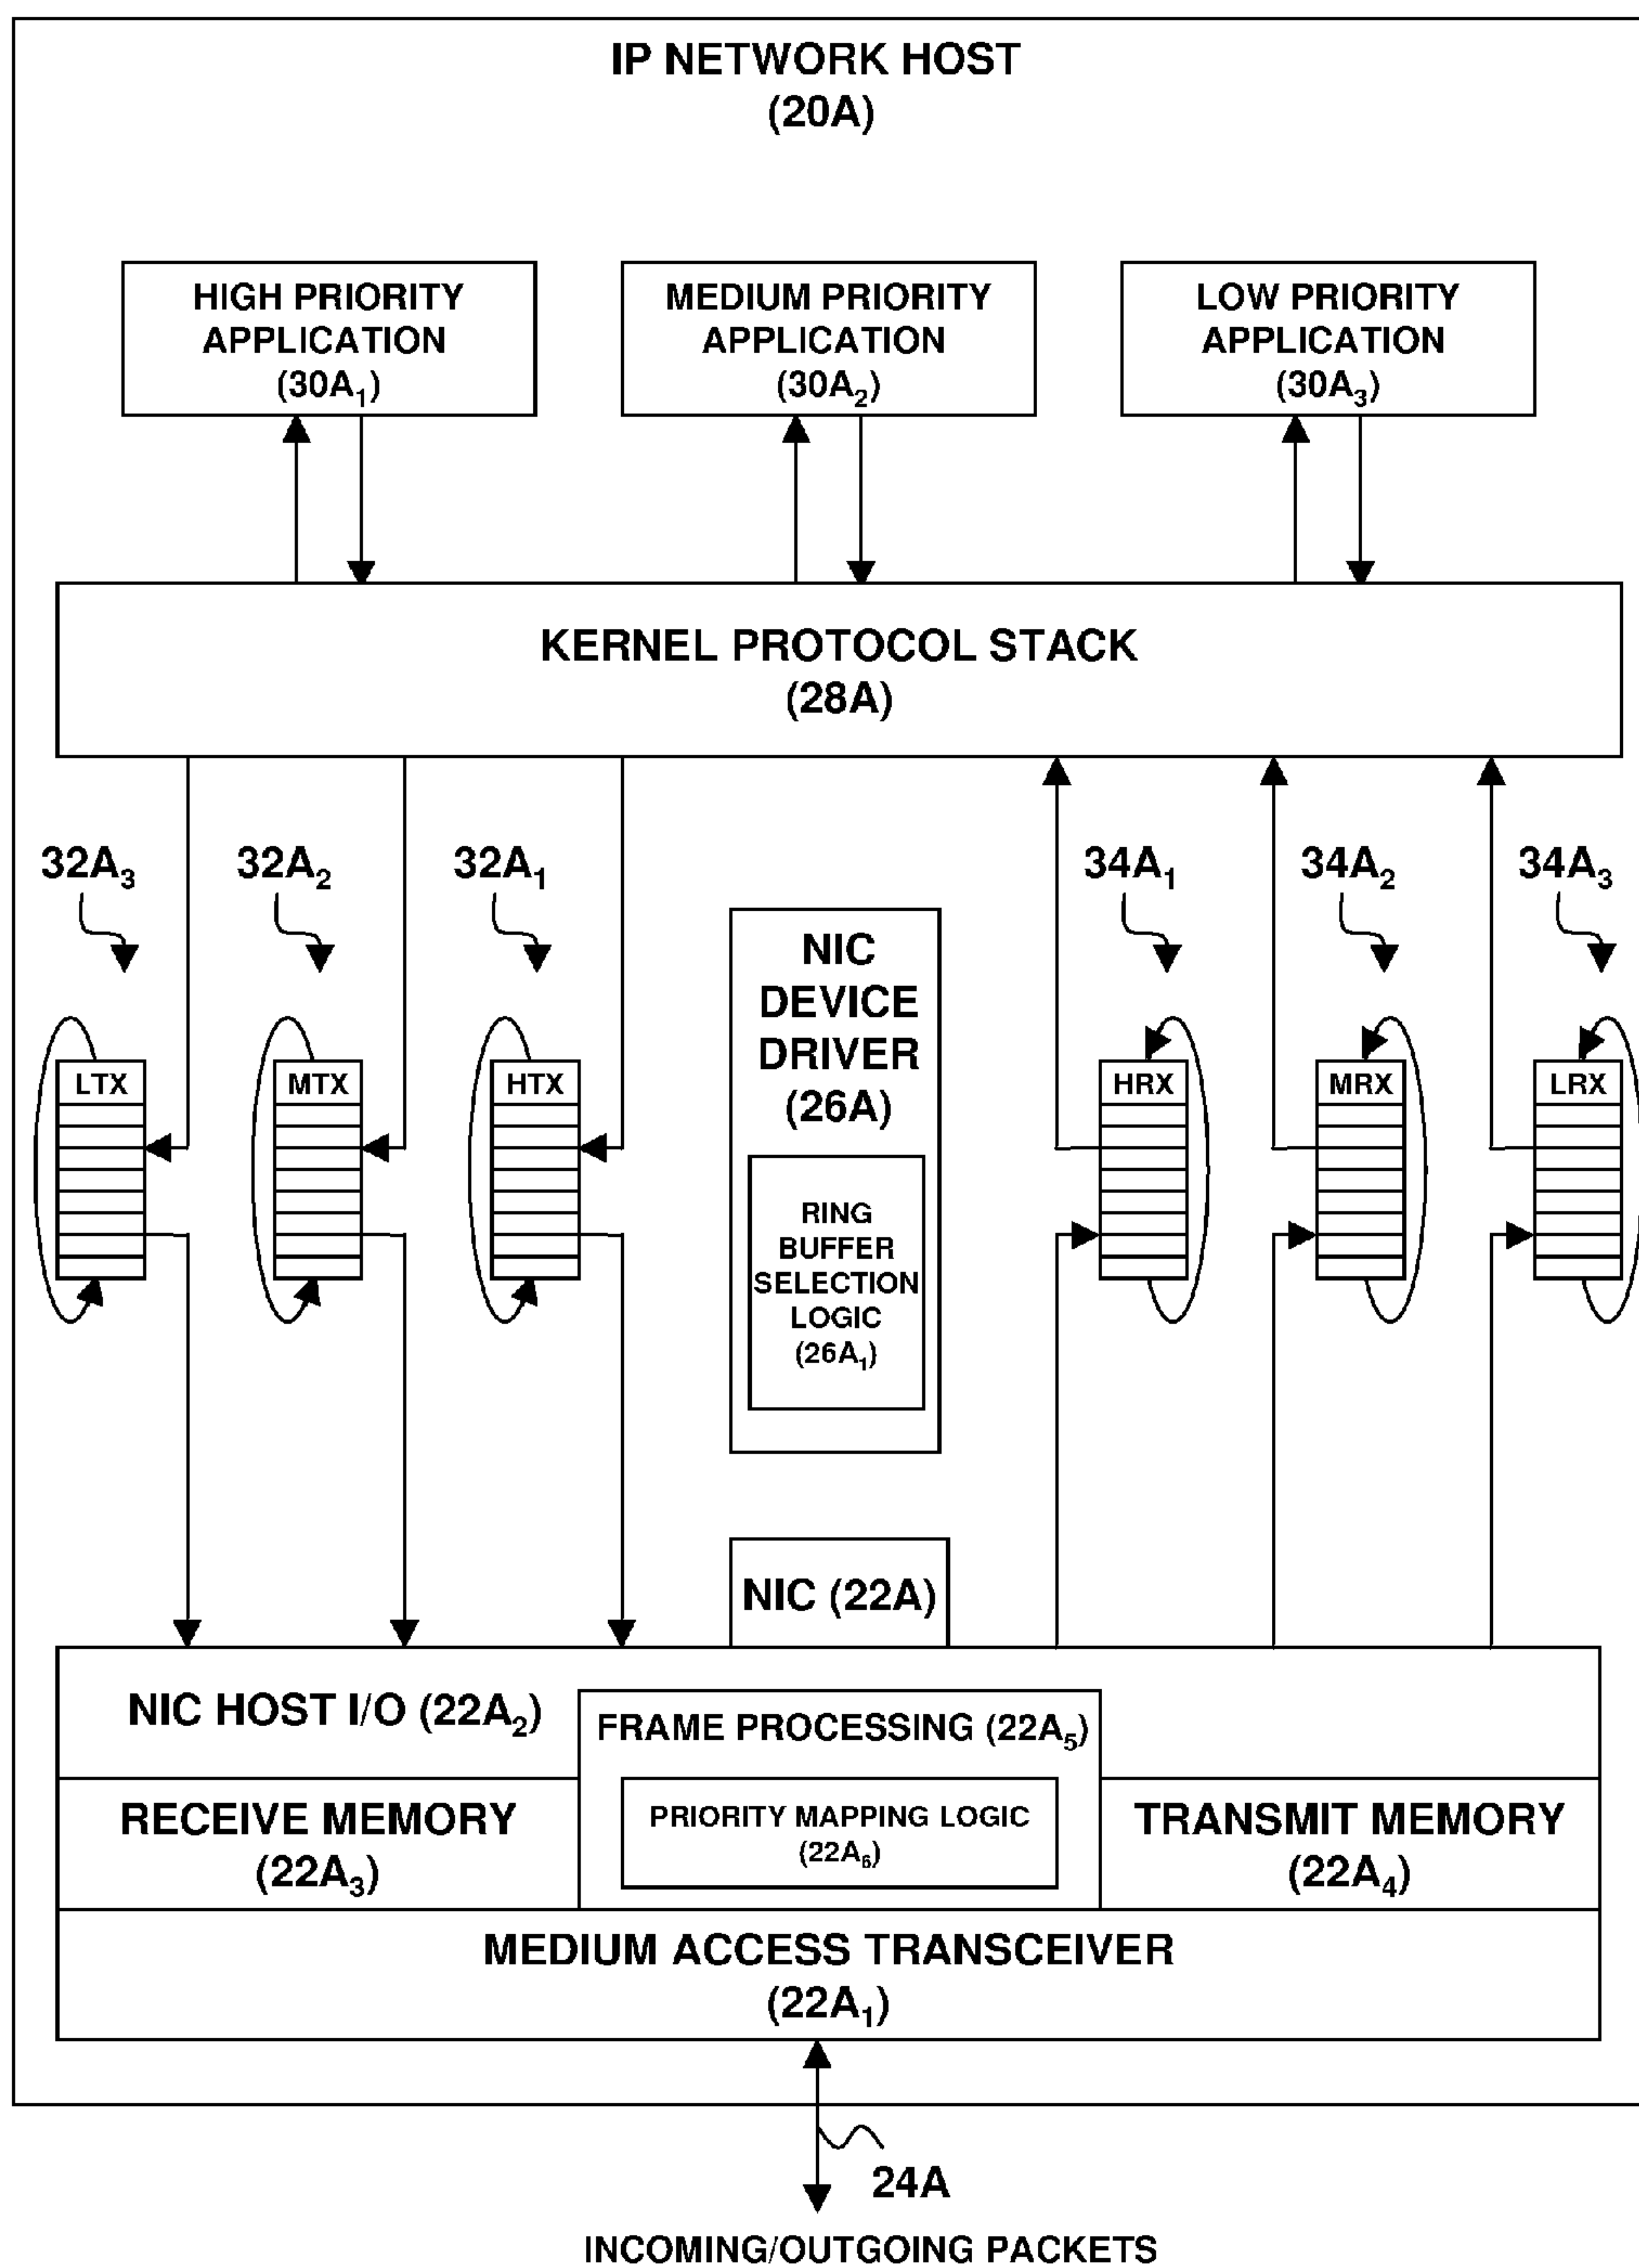 IP NETWORK HOST
(20A)
HIGH PRIORITY
APPLICATION
(30A₁)
MEDIUM PRIORITY
APPLICATION
(30A₂)
LOW PRIORITY
APPLICATION
(30A₃)
KERNEL PROTOCOL STACK
(28A)
32A₃
32A₂
32A₁
34A₁
34A₂
34A₃
LTX
MTX
HTX
NIC
DEVICE
DRIVER
(26A)
RING
BUFFER
SELECTION
LOGIC
(26A₁)
HRX
MRX
LRX
NIC (22A)
NIC HOST I/O (22A₂)
FRAME PROCESSING (22A₅)
RECEIVE MEMORY
(22A₃)
PRIORITY MAPPING LOGIC
(22A₆)
TRANSMIT MEMORY
(22A₄)
MEDIUM ACCESS TRANSCEIVER
(22A₁)
24A
INCOMING/OUTGOING PACKETS